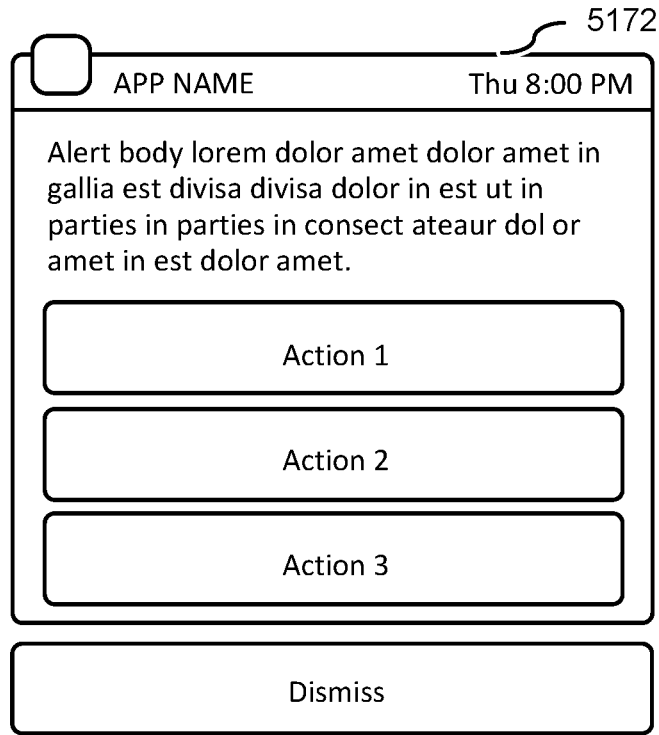 5172
APP NAME Thu 8:00 PM
Alert body lorem dolor amet dolor amet in
gallia est divisa divisa dolor in est ut in
parties in parties in consect ateaur dol or
amet in est dolor amet.
Action 1
Action 2
Action 3
Dismiss